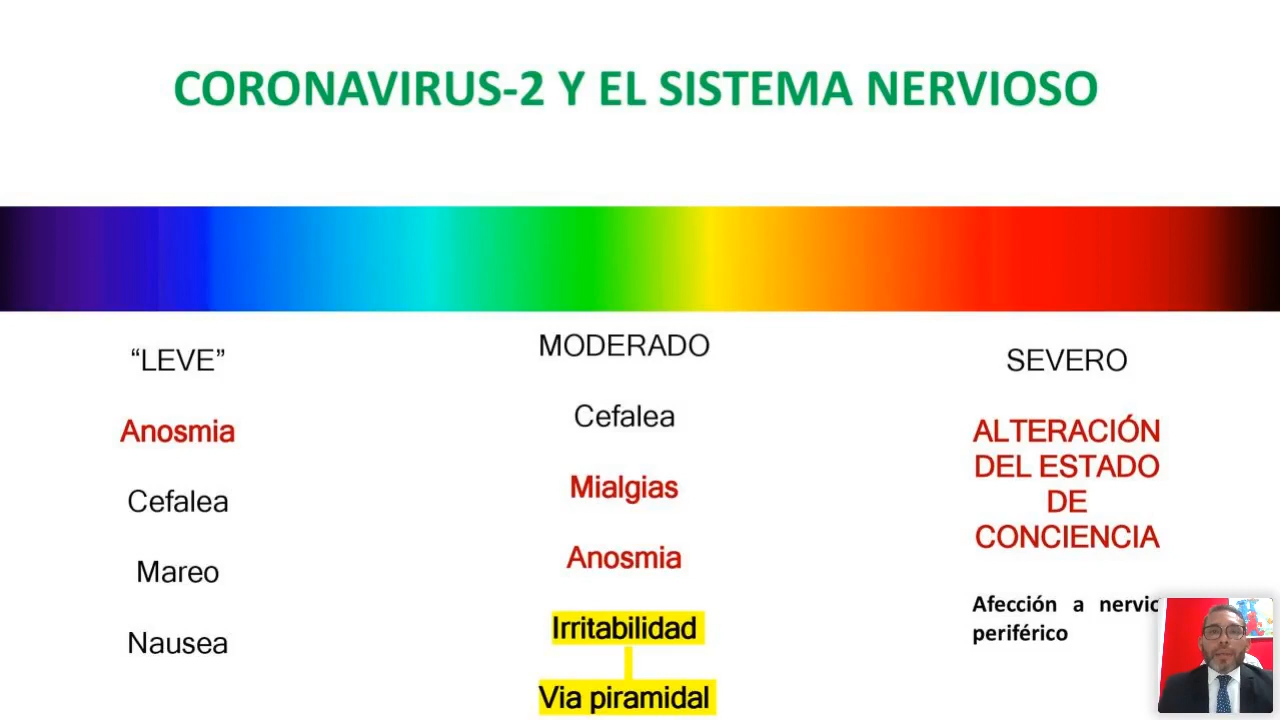 CORONAVIRUS-2 Y EL SISTEMA NERVIOSO
“LEVE”
Anosmia
Cefalea
Mareo
Nausea
MODERADO
Cefalea
Mialgias
Anosmia
Irritabilidad
Via piramidal
SEVERO
ALTERACIÓN
DEL ESTADO
DE
CONCIENCIA
Afección a
periférico